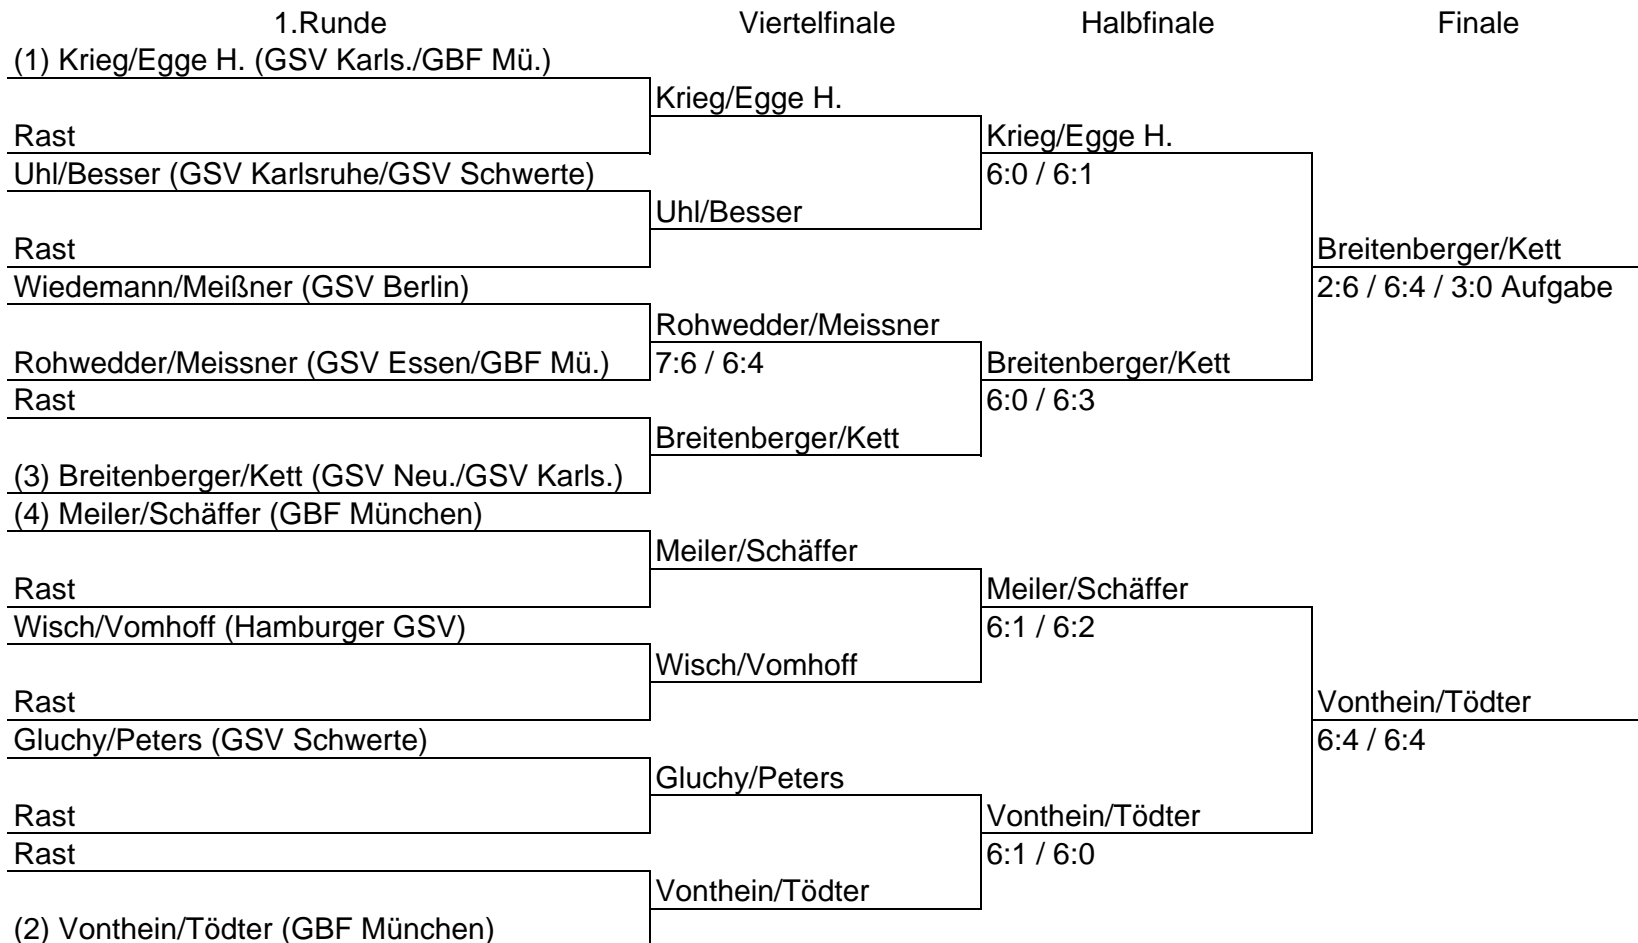 1.Runde Viertelfinale Halbfinale Finale
(1) Krieg/Egge H. (GSV Karls./GBF Mü.)
Krieg/Egge H.
Rast Krieg/Egge H.
Uhl/Besser (GSV Karlsruhe/GSV Schwerte) 6:0 / 6:1
Uhl/Besser
Rast Breitenberger/Kett
Wiedemann/Meißner (GSV Berlin) 2:6 / 6:4 / 3:0 Aufgabe
Rohwedder/Meissner
Rohwedder/Meissner (GSV Essen/GBF Mü.) 7:6 / 6:4 Breitenberger/Kett
Rast 6:0 / 6:3
Breitenberger/Kett
(3) Breitenberger/Kett (GSV Neu./GSV Karls.)
(4) Meiler/Schäffer (GBF München)
Meiler/Schäffer
Rast Meiler/Schäffer
Wisch/Vomhoff (Hamburger GSV) 6:1 / 6:2
Wisch/Vomhoff
Rast Vonthein/Tödter
Gluchy/Peters (GSV Schwerte) 6:4 / 6:4
Gluchy/Peters
Rast Vonthein/Tödter
Rast 6:1 / 6:0
Vonthein/Tödter
(2) Vonthein/Tödter (GBF München)